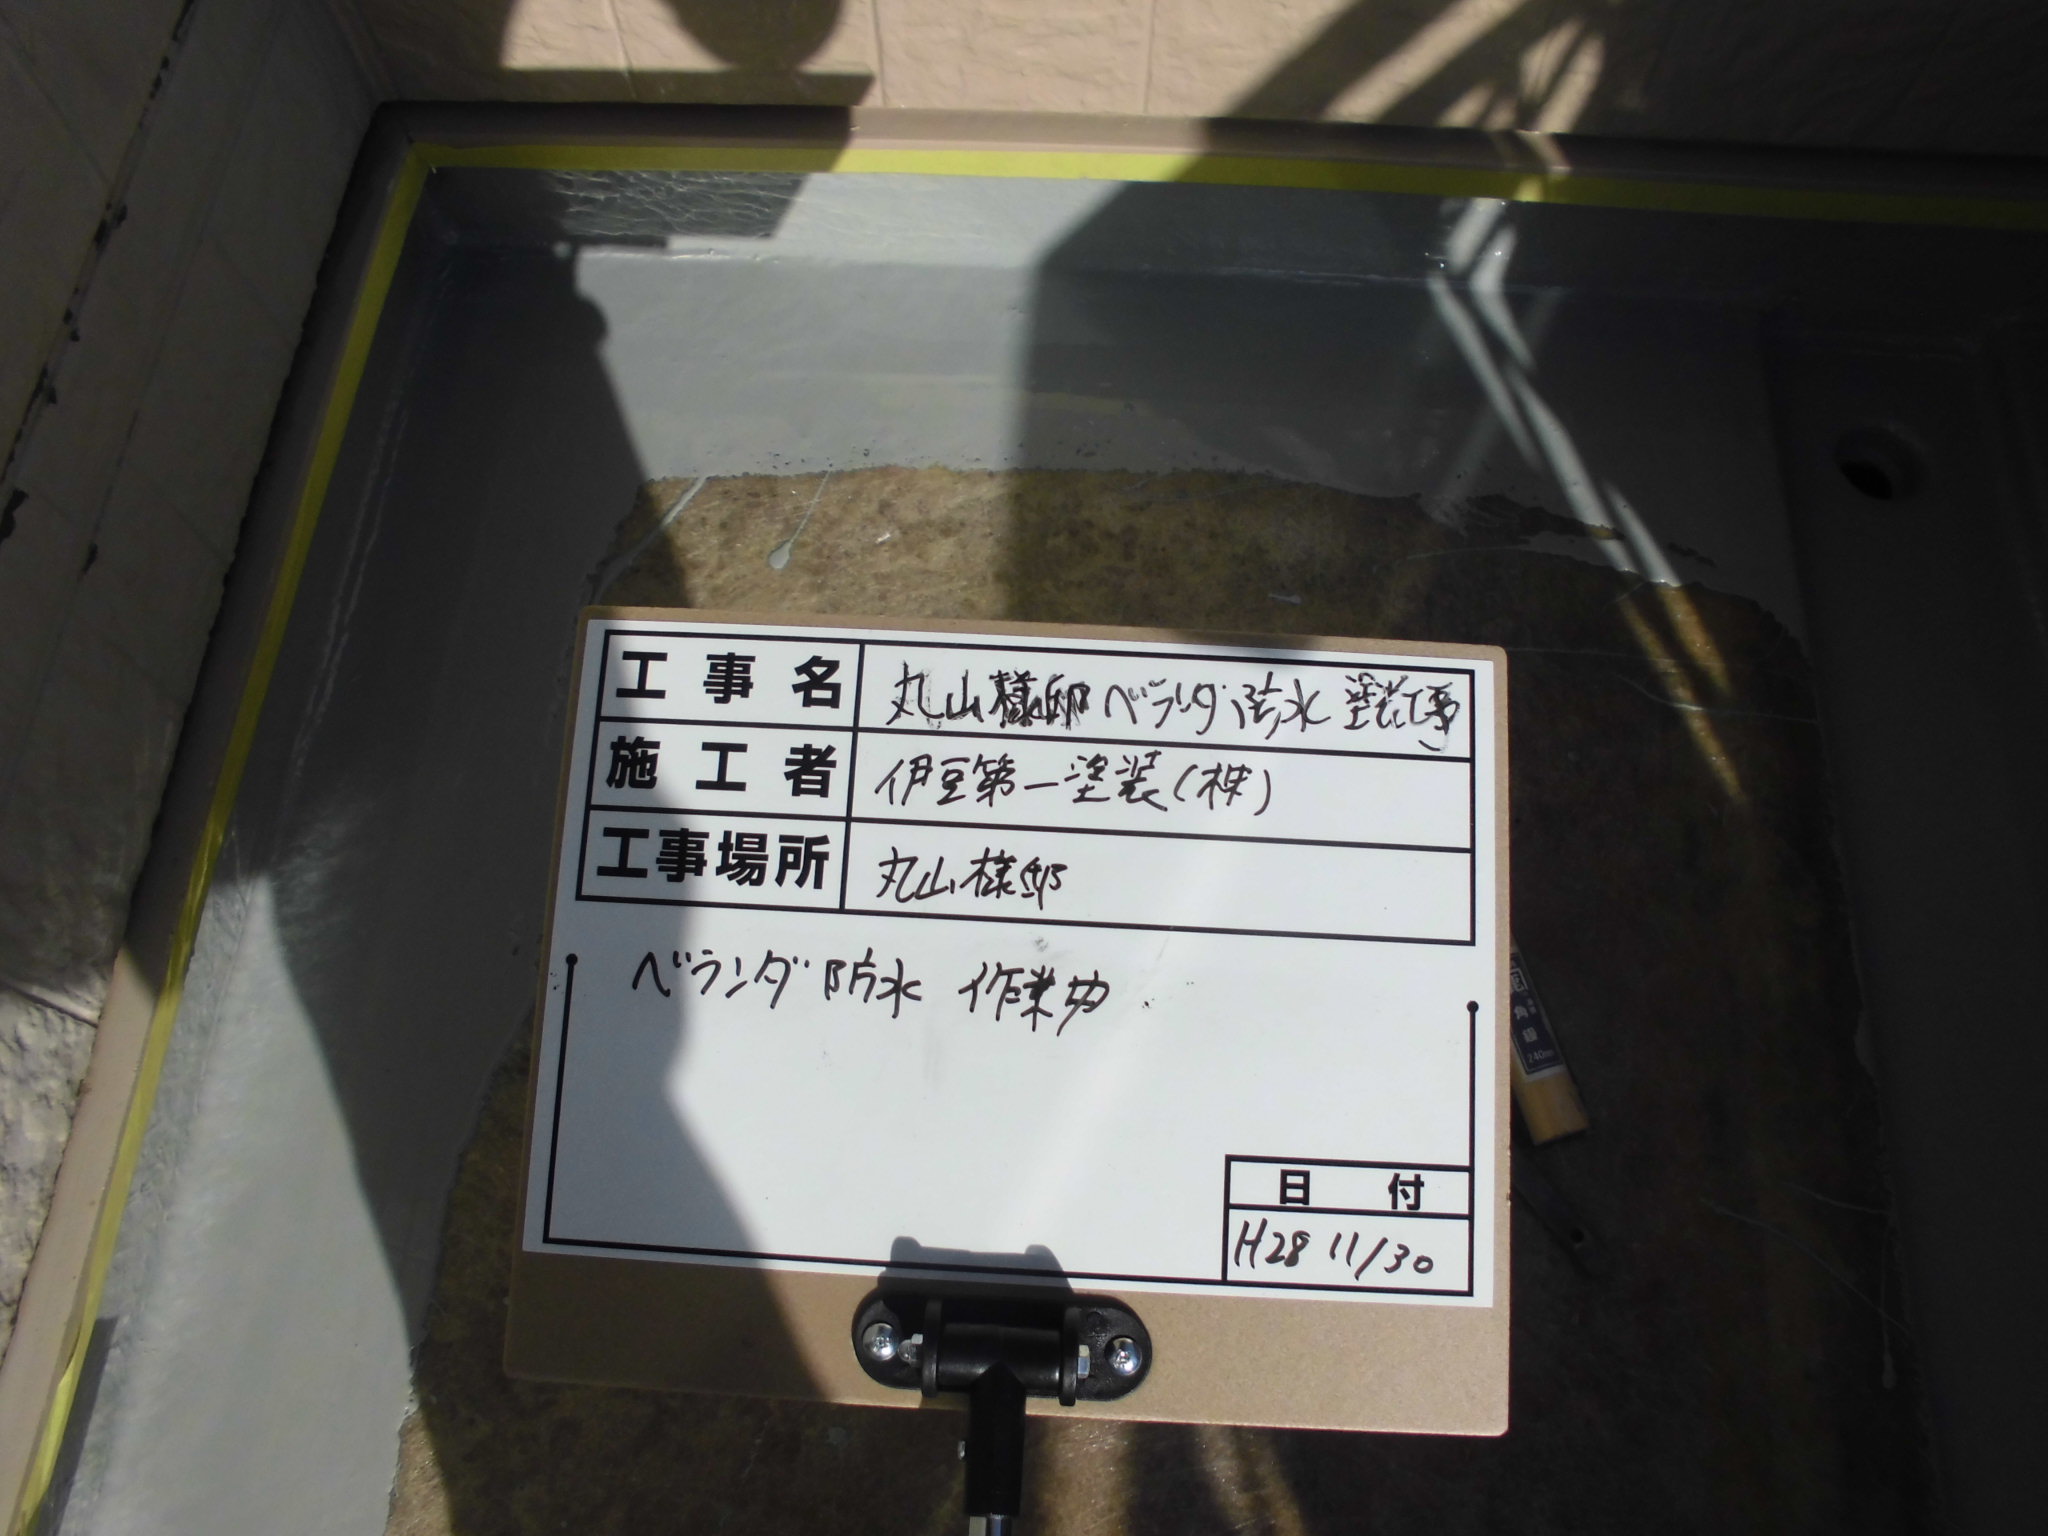 工事名 丸山様邸ベランダ防水塗装工事
施工者 伊豆第一塗装(株)
工事場所 丸山様邸
ベランダ防水 作業中
日付
H28 11/30
240mm